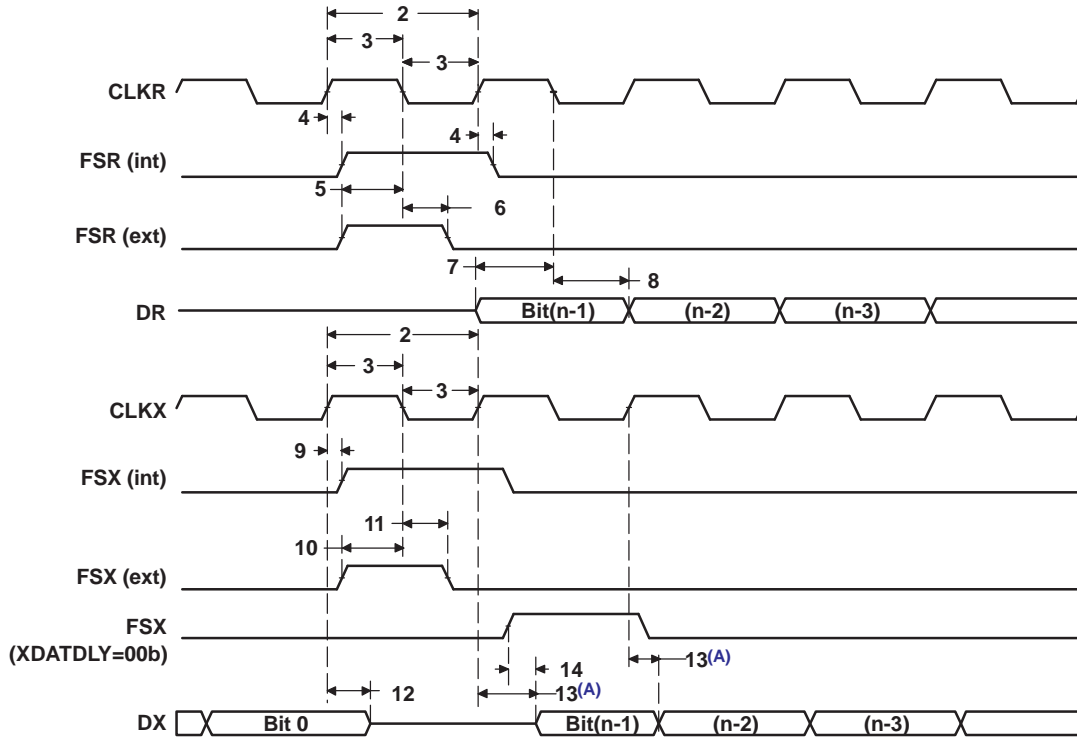 2
3
3
CLKR
4
4
FSR (int)
5
6
FSR (ext)
7
8
DR
Bit(n-1)
(n-2)
(n-3)
2
3
3
CLKX
9
FSX (int)
11
10
FSX (ext)
FSX
(XDATDLY=00b)
13(A)
14
13(A)
12
DX
Bit 0
Bit(n-1)
(n-2)
(n-3)